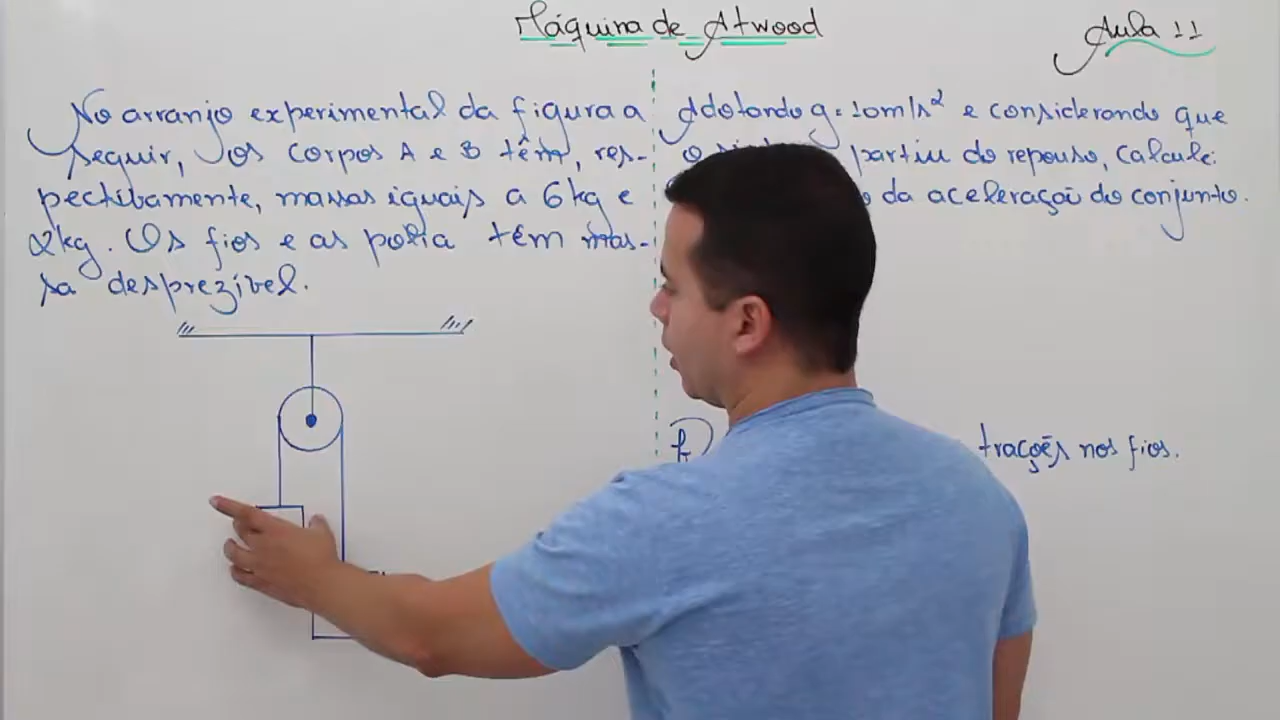 Máquina de Atwood
Aula 11
No arranjo experimental da figura a
seguir, os corpos A e B têm, res-
pectivamente, massas iguais a 6kg e
2kg. Os fios e as polia têm mas-
sa desprezível.
Adotando g = 10m/s² e considerando que
o partiu do repouso, calcule:
da aceleração do conjunto.
b)
trações nos fios.